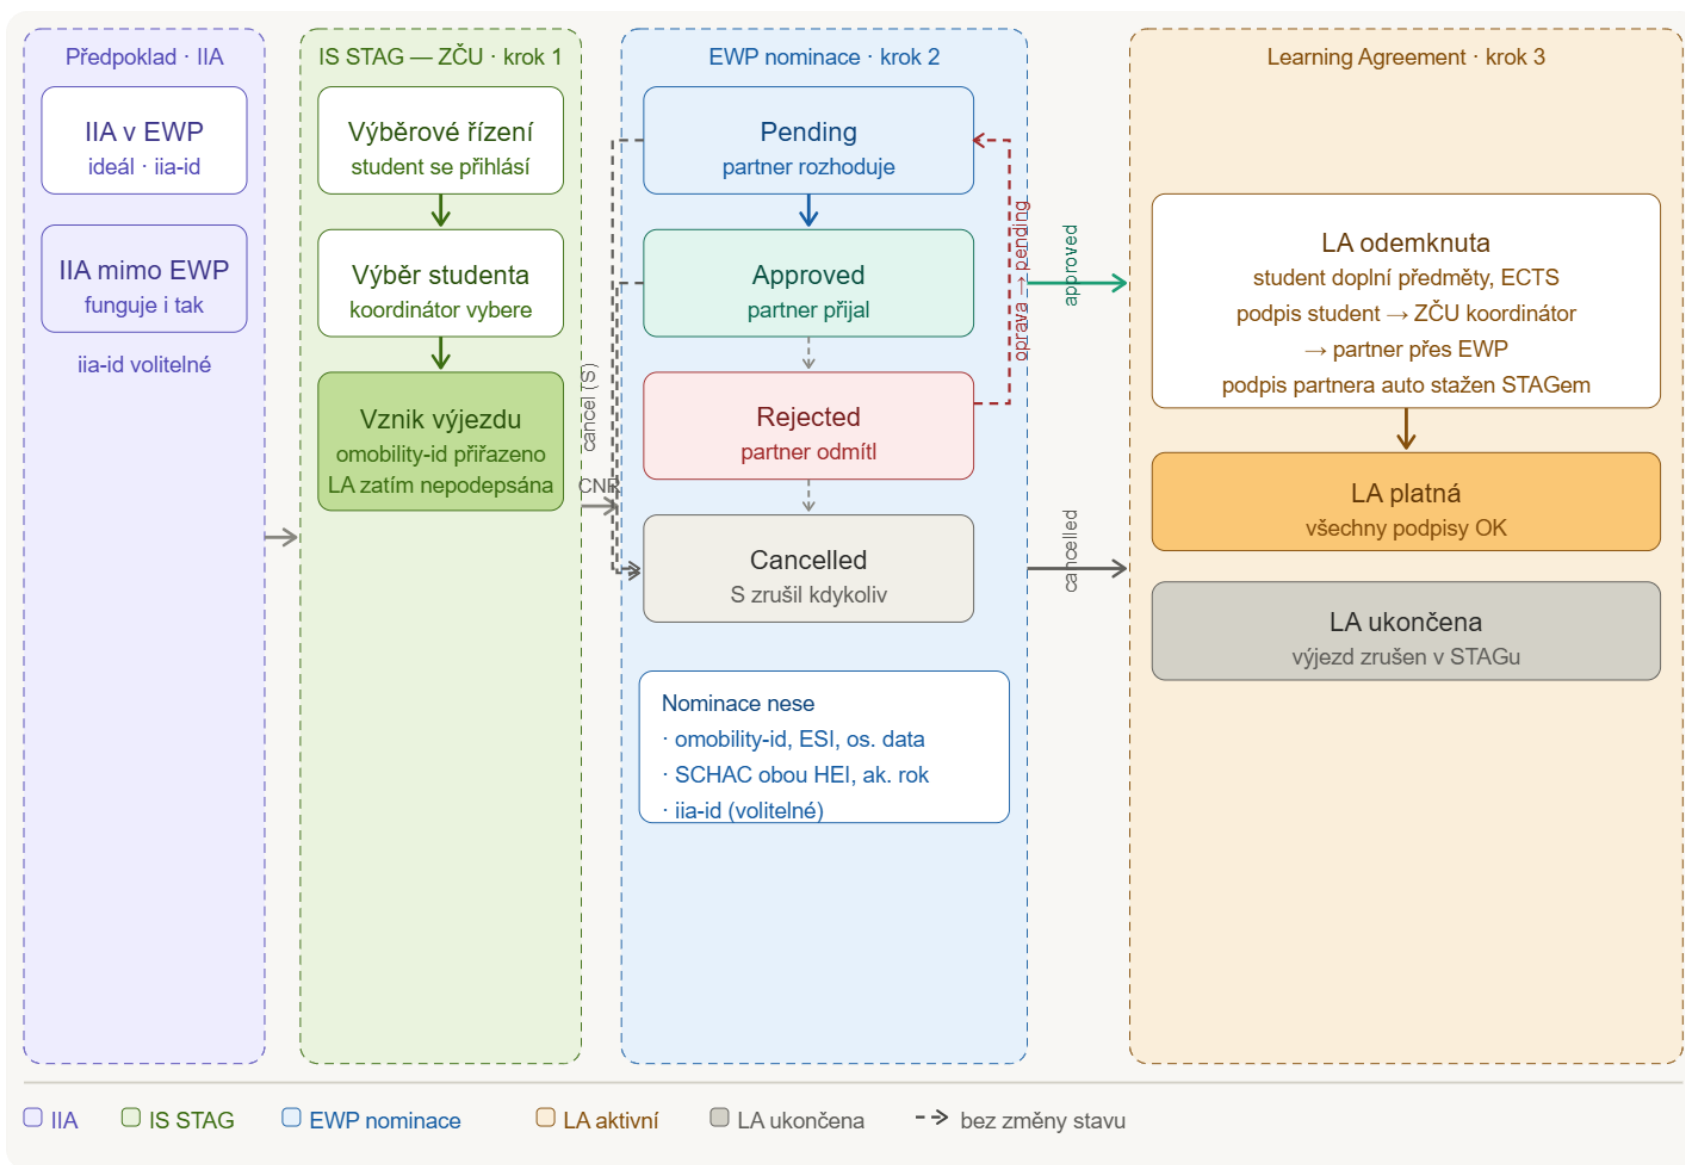 Předpoklad · IIA
IIA v EWP
ideál · iia-id
IIA mimo EWP
funguje i tak
iia-id volitelné
IS STAG — ZČU · krok 1
Výběrové řízení
student se přihlásí
Výběr studenta
koordinátor vybere
Vznik výjezdu
omobility-id přiřazeno
LA zatím nepodepsána
cancel (S)
CNR
EWP nominace · krok 2
Pending
partner rozhoduje
Approved
partner přijal
Rejected
partner odmítl
Cancelled
S zrušil kdykoliv
Nominace nese
· omobility-id, ESI, os. data
· SCHAC obou HEI, ak. rok
· iia-id (volitelné)
oprava → pending
approved
cancelled
Learning Agreement · krok 3
LA odemknuta
student doplní předměty, ECTS
podpis student → ZČU koordinátor
→ partner přes EWP
podpis partnera auto stažen STAGem
LA platná
všechny podpisy OK
LA ukončena
výjezd zrušen v STAGu
IIA
IS STAG
EWP nominace
LA aktivní
LA ukončena
bez změny stavu